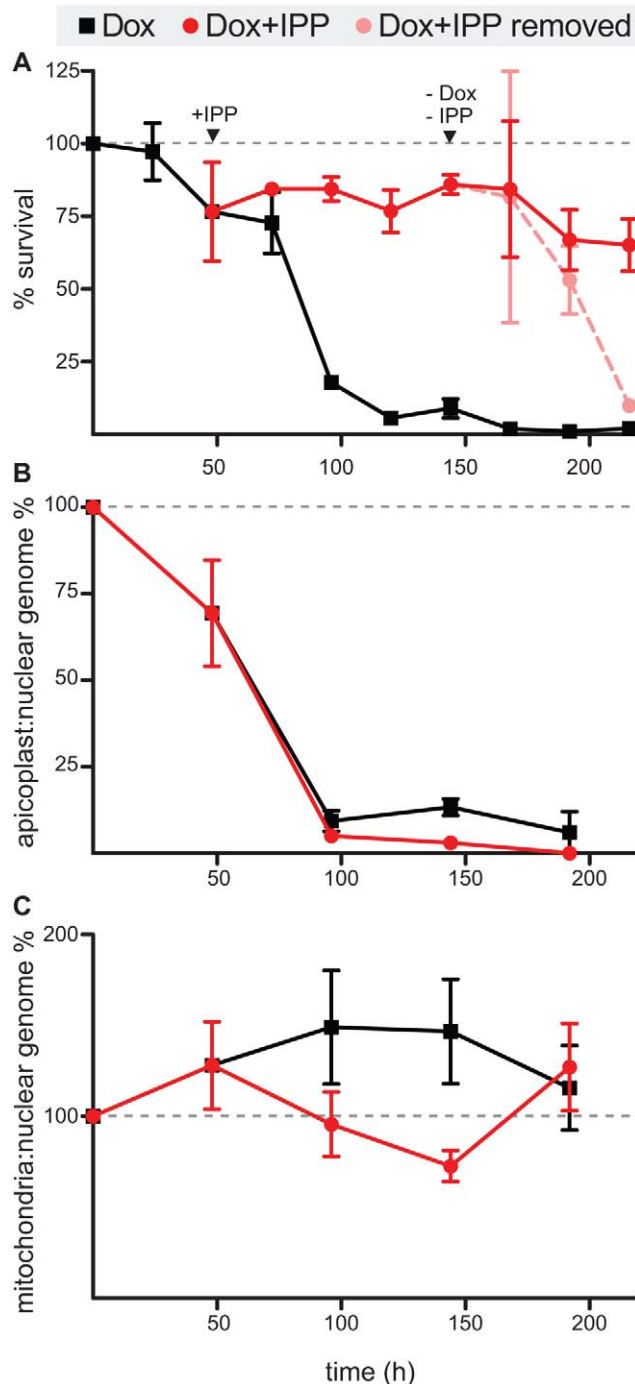 Dox Dox+IPP Dox+IPP removed
A
% survival
125
100
75
50
25
+IPP
- Dox
- IPP
50 100 150 200
B
apicoplast:nuclear genome %
100
75
50
25
50 100 150 200
C
mitochondria:nuclear genome %
200
100
50 100 150 200
time (h)